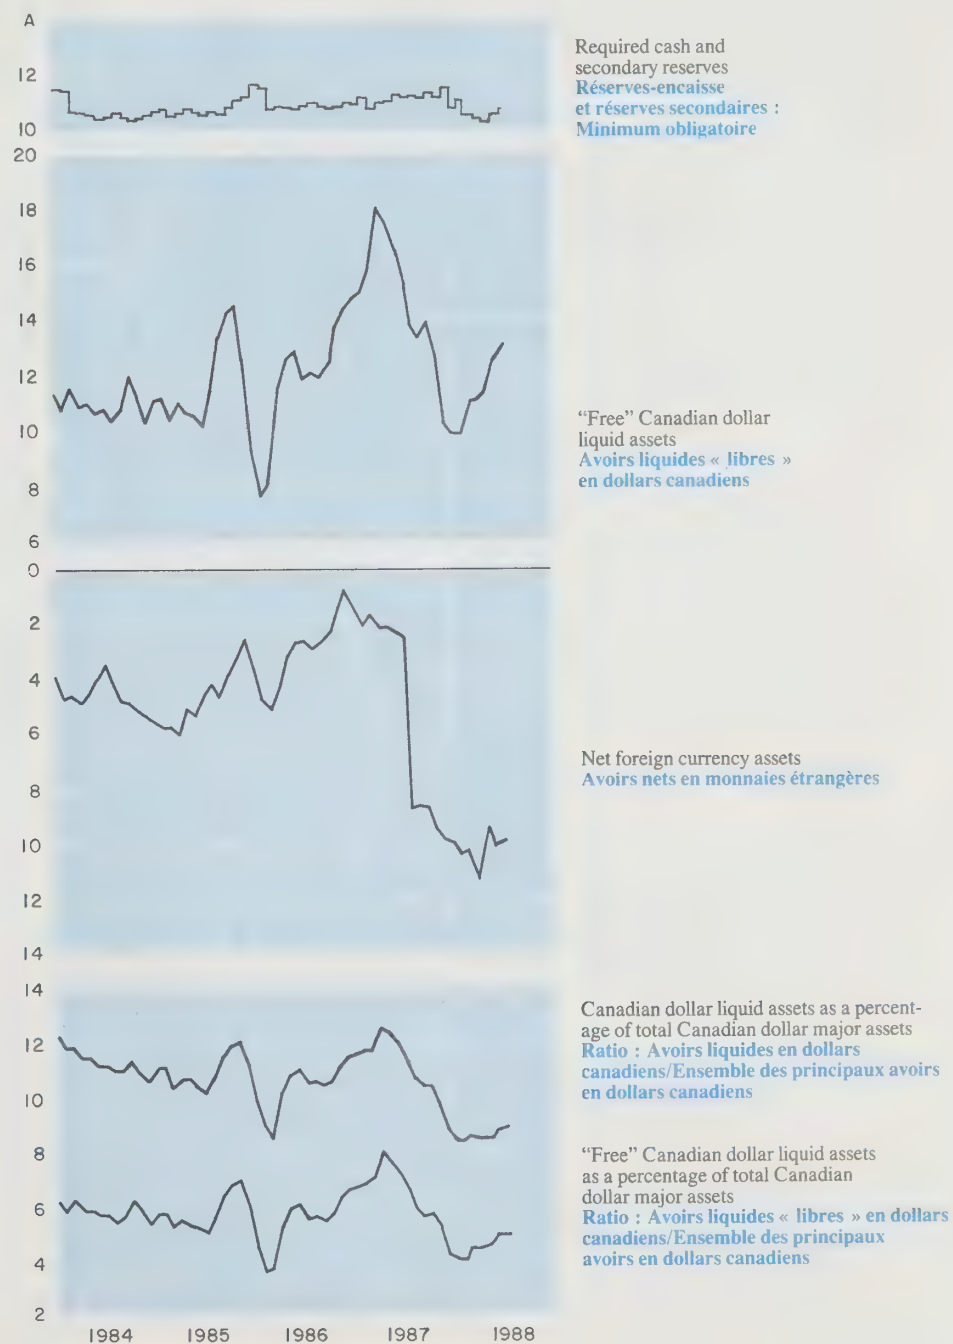 A
12
10
Required cash and
secondary reserves
Réserves-encaisse
et réserves secondaires :
Minimum obligatoire
20
18
16
14
12
10
8
6
"Free" Canadian dollar
liquid assets
Avoirs liquides « libres »
en dollars canadiens
0
2
4
6
8
10
12
14
Net foreign currency assets
Avoirs nets en monnaies étrangères
14
12
10
8
6
4
2
Canadian dollar liquid assets as a percent-
age of total Canadian dollar major assets
Ratio : Avoirs liquides en dollars
canadiens/Ensemble des principaux avoirs
en dollars canadiens
"Free" Canadian dollar liquid assets
as a percentage of total Canadian
dollar major assets
Ratio : Avoirs liquides « libres » en dollars
canadiens/Ensemble des principaux
avoirs en dollars canadiens
1984 1985 1986 1987 1988